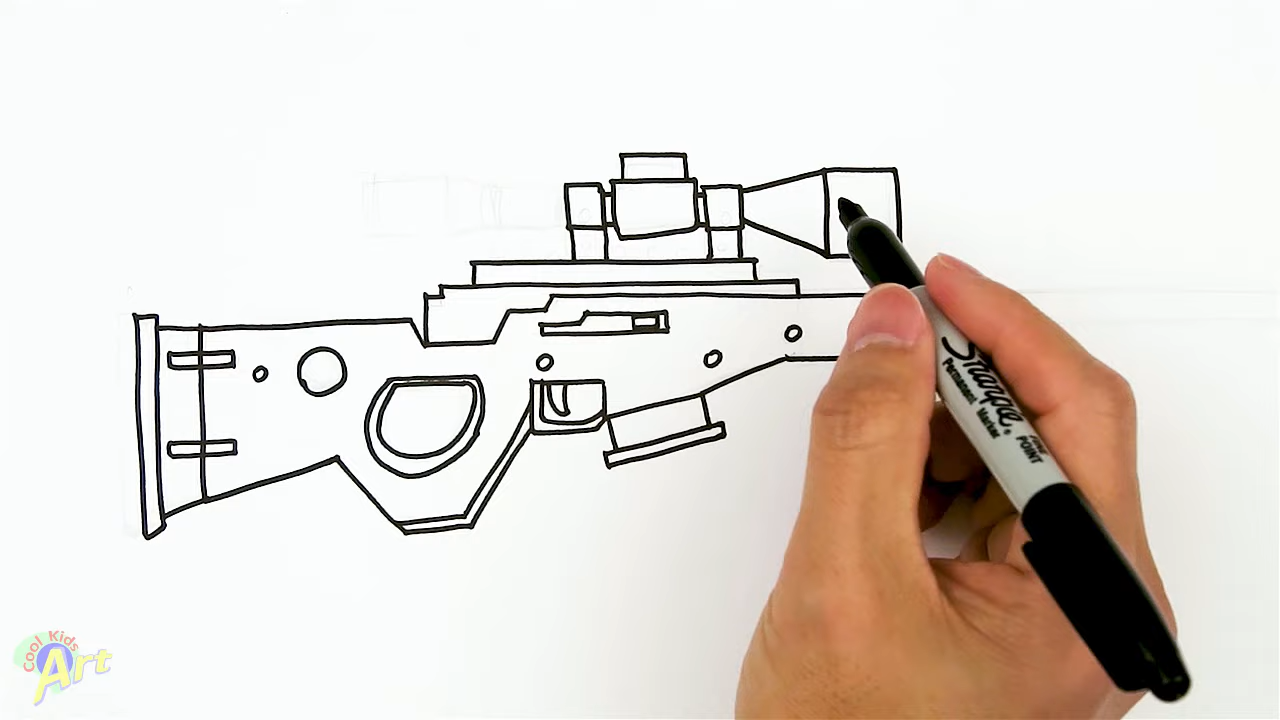 Sharpie.
Permanent Marker
FINE
POINT
Cool Kids
Art